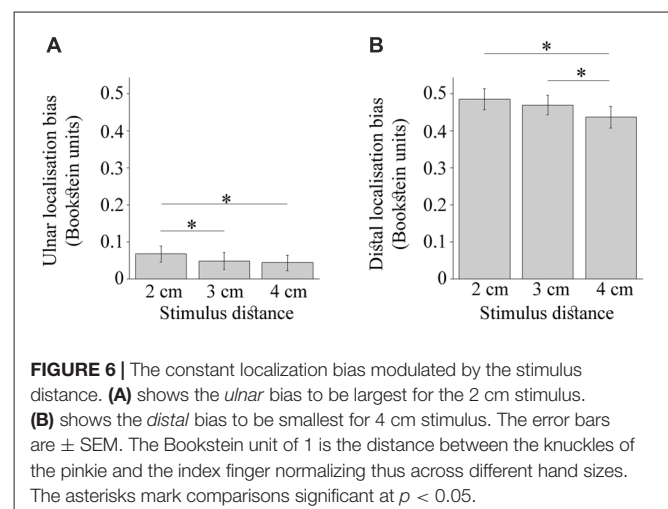 A
Ulnar localisation bias
(Bookstein units)
0.5
0.4
0.3
0.2
0.1
0
*
*
2 cm 3 cm 4 cm
Stimulus distance
B
Distal localisation bias
(Bookstein units)
0.5
0.4
0.3
0.2
0.1
0
*
*
2 cm 3 cm 4 cm
Stimulus distance
FIGURE 6 | The constant localization bias modulated by the stimulus
distance. (A) shows the ulnar bias to be largest for the 2 cm stimulus.
(B) shows the distal bias to be smallest for 4 cm stimulus. The error bars
are ± SEM. The Bookstein unit of 1 is the distance between the knuckles of
the pinkie and the index finger normalizing thus across different hand sizes.
The asterisks mark comparisons significant at p < 0.05.